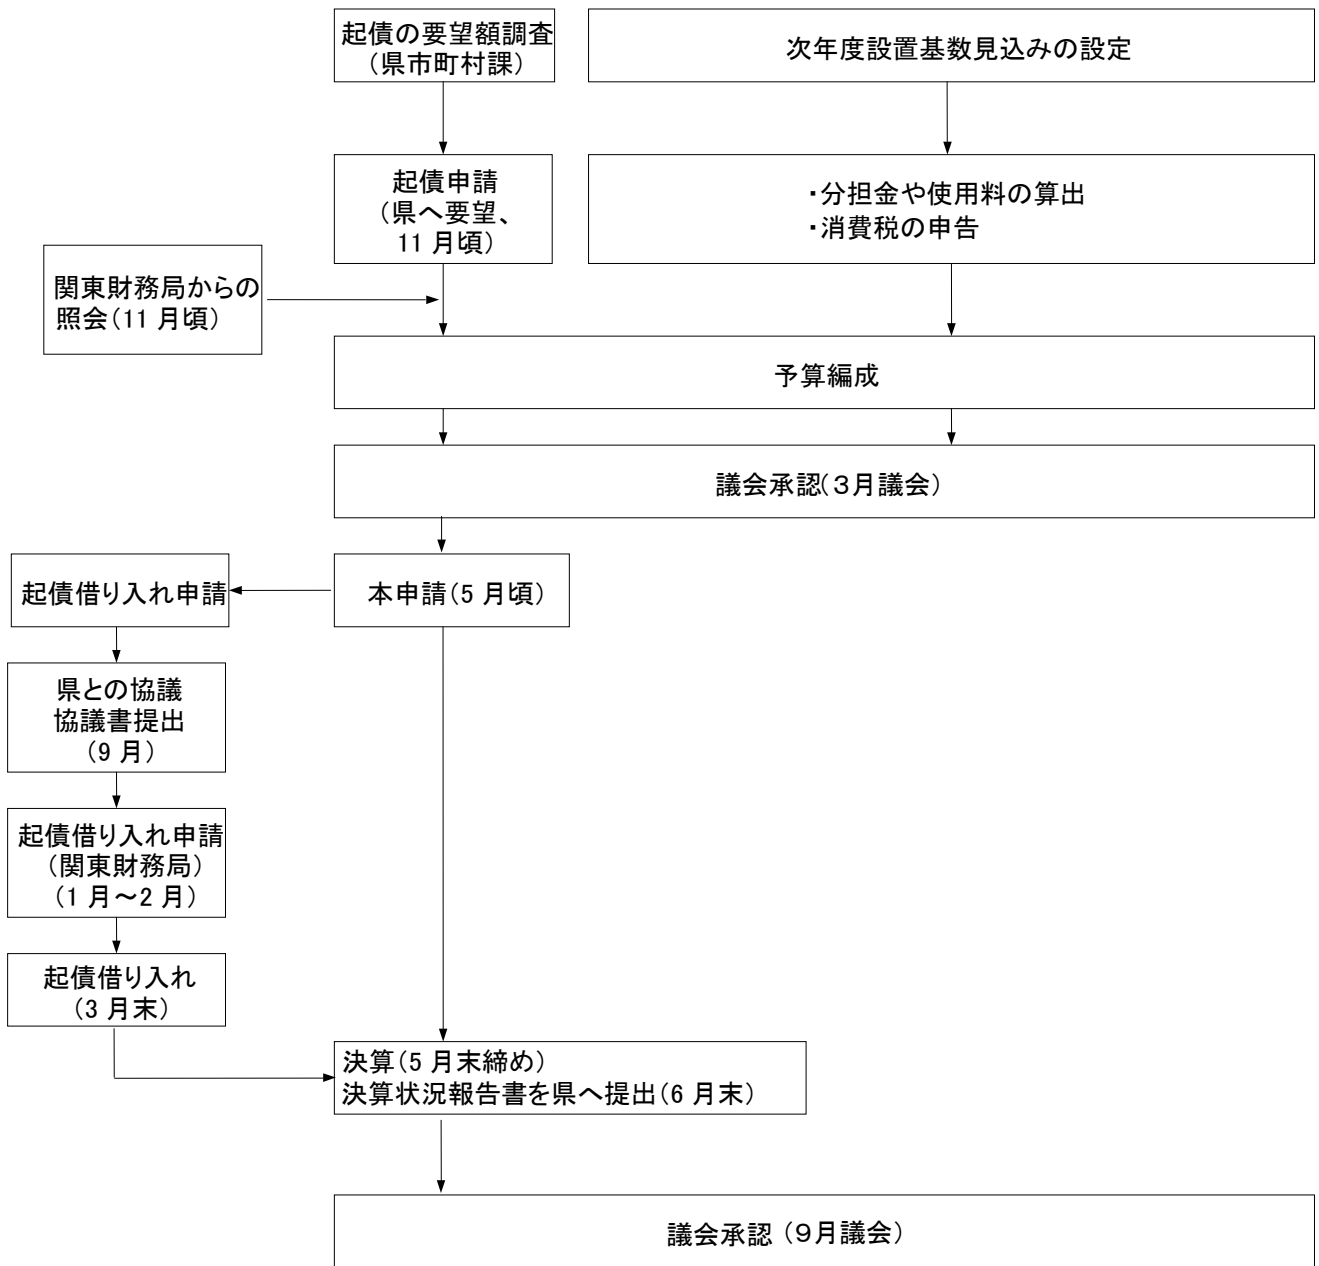 起債の要望額調査
（県市町村課）
次年度設置基数見込みの設定
起債申請
（県へ要望、
11 月頃）
・分担金や使用料の算出
・消費税の申告
関東財務局からの
照会（11 月頃）
予算編成
議会承認（３月議会）
起債借り入れ申請
本申請（5 月頃）
県との協議
協議書提出
（9 月）
起債借り入れ申請
（関東財務局）
（1 月～2 月）
起債借り入れ
（3 月末）
決算（5 月末締め）
決算状況報告書を県へ提出（6 月末）
議会承認（９月議会）